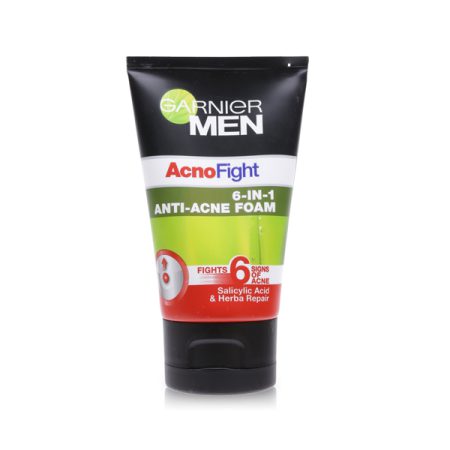 GARNIER
MEN
AcnoFight
6-IN-1
ANTI-ACNE FOAM
FIGHTS 6 SIGNS OF ACNE
Salicylic Acid
& Herba Repair